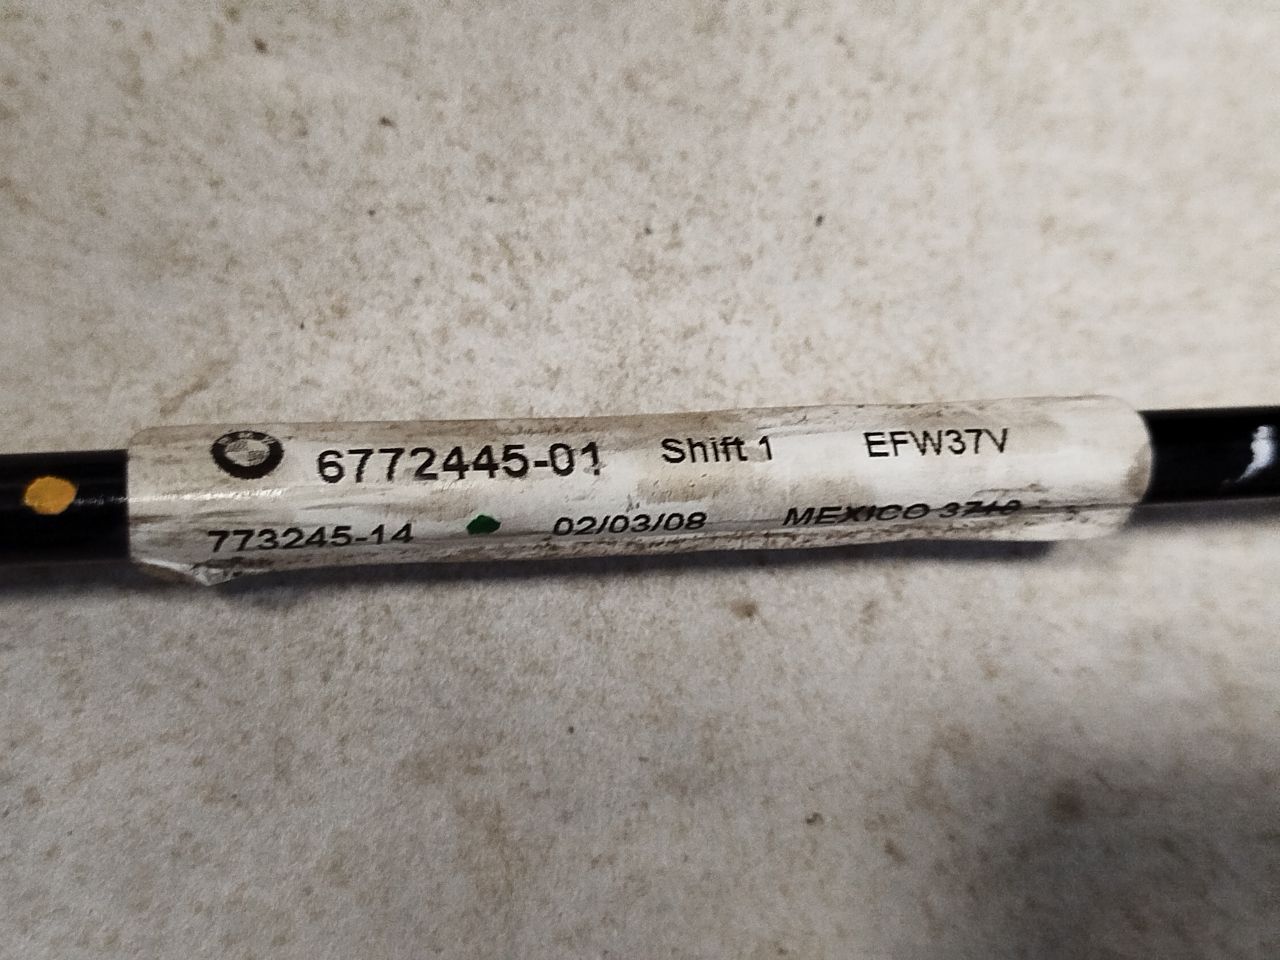 6772445-01 Shift 1 EFW37V
773245-14 02/03/08 MEXICO